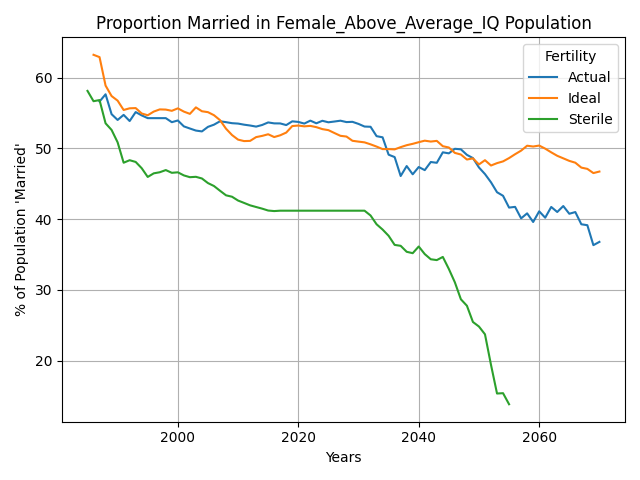 Proportion Married in Female_Above_Average_IQ Population
Fertility
Actual
Ideal
Sterile
% of Population 'Married'
60
50
40
30
20
2000
2020
2040
2060
Years